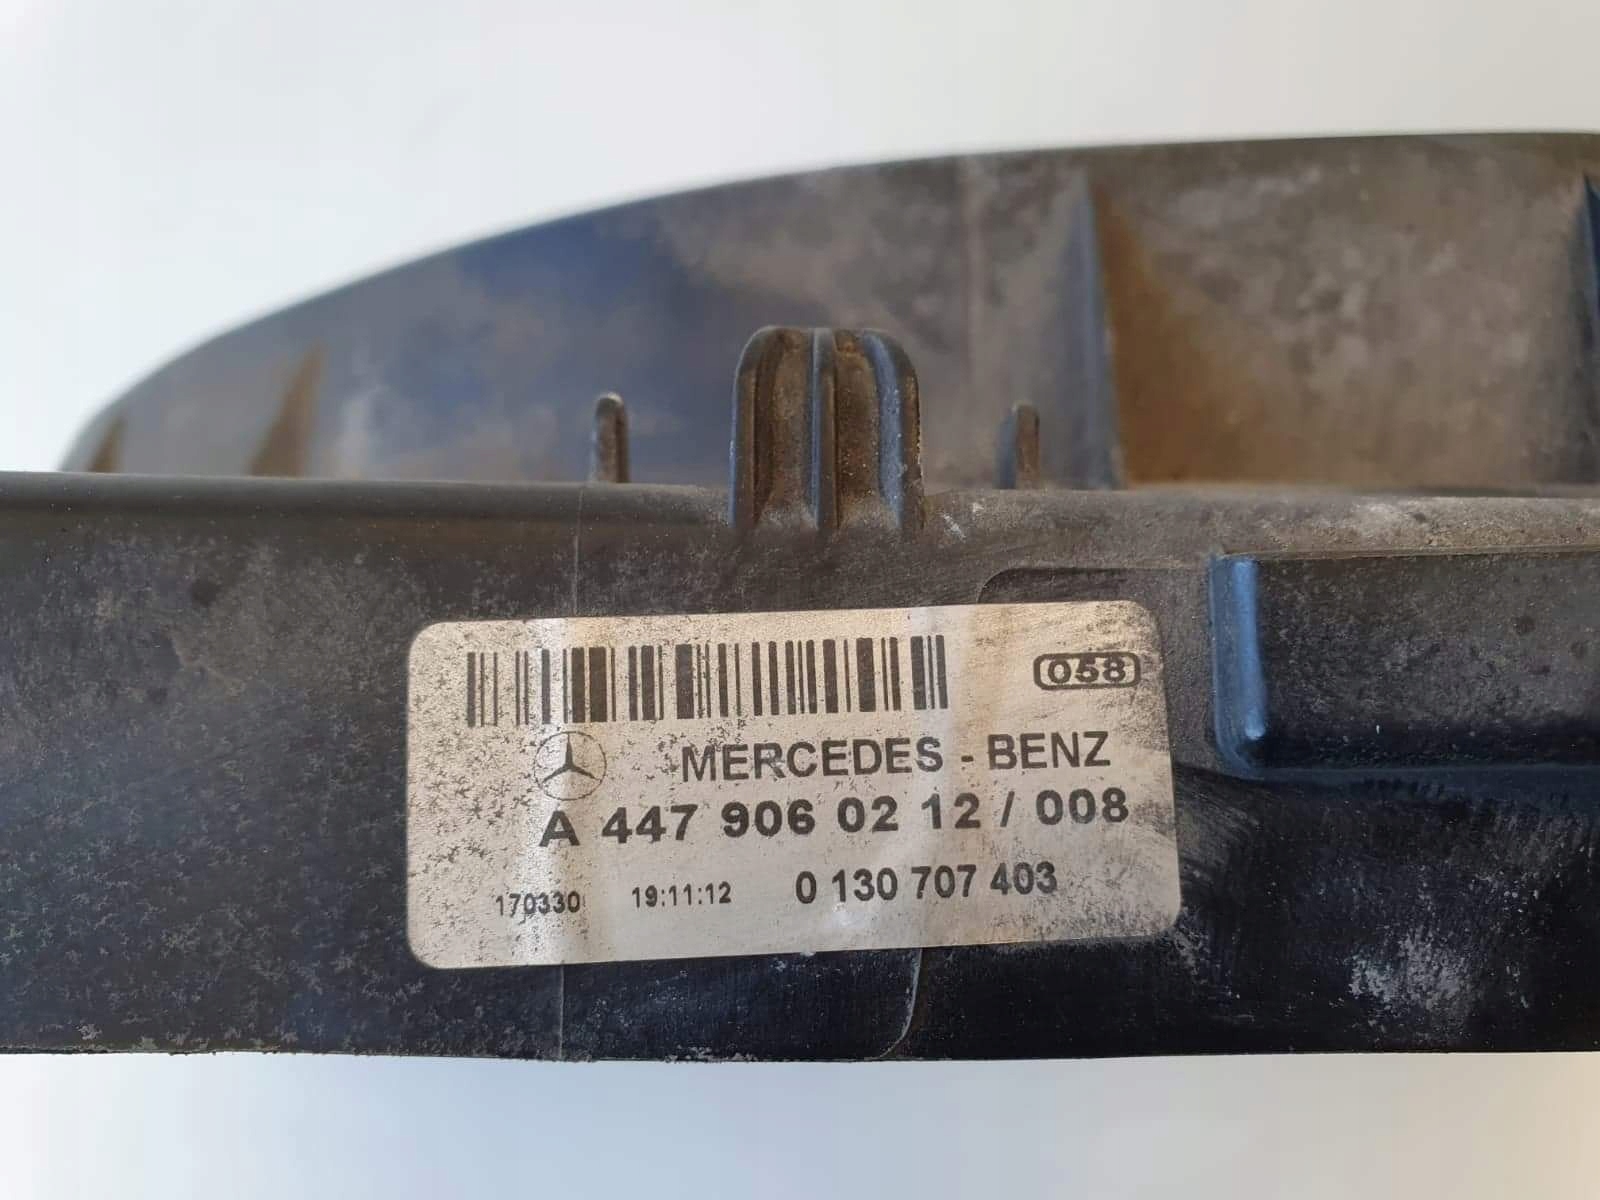 058
MERCEDES - BENZ
A 447 906 02 12 / 008
170330 19:11:12 0 130 707 403